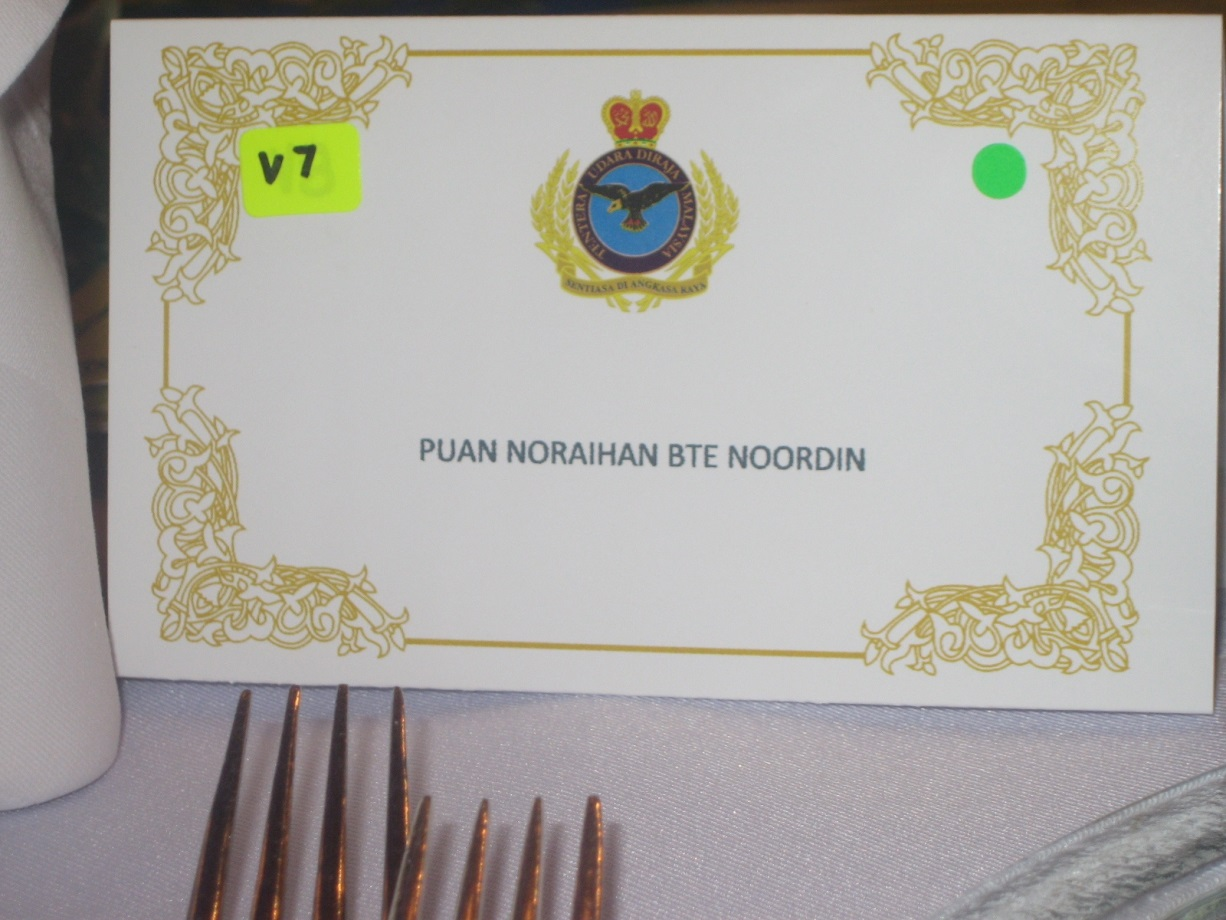 V7
TENTERA UDARA DIRAJA MALAYSIA
SENTIASA DI ANGKASA RAYA
PUAN NORAIHAN BTE NOORDIN